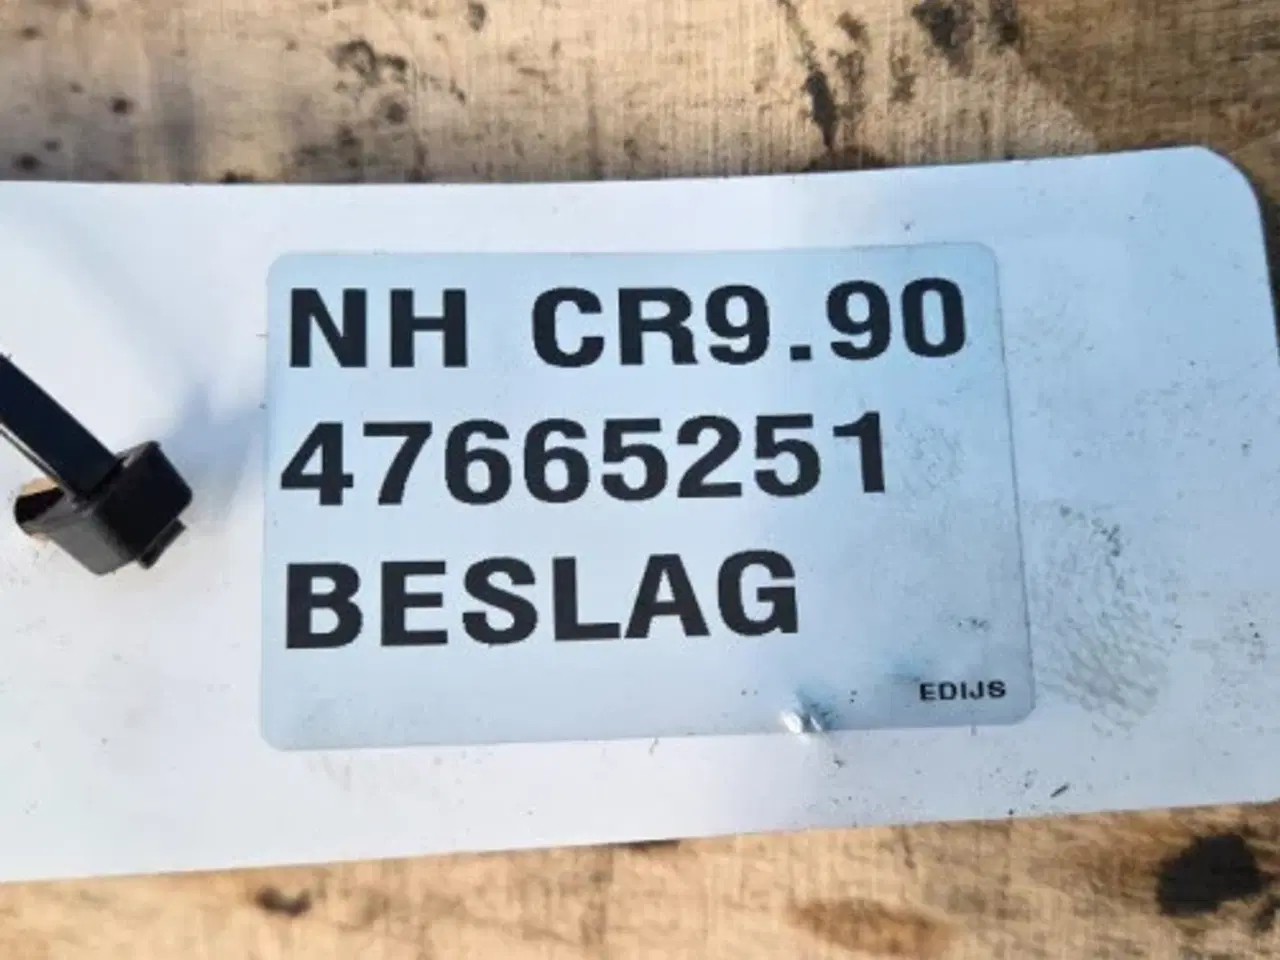 NH CR9.90
47665251
BESLAG
EDIJS